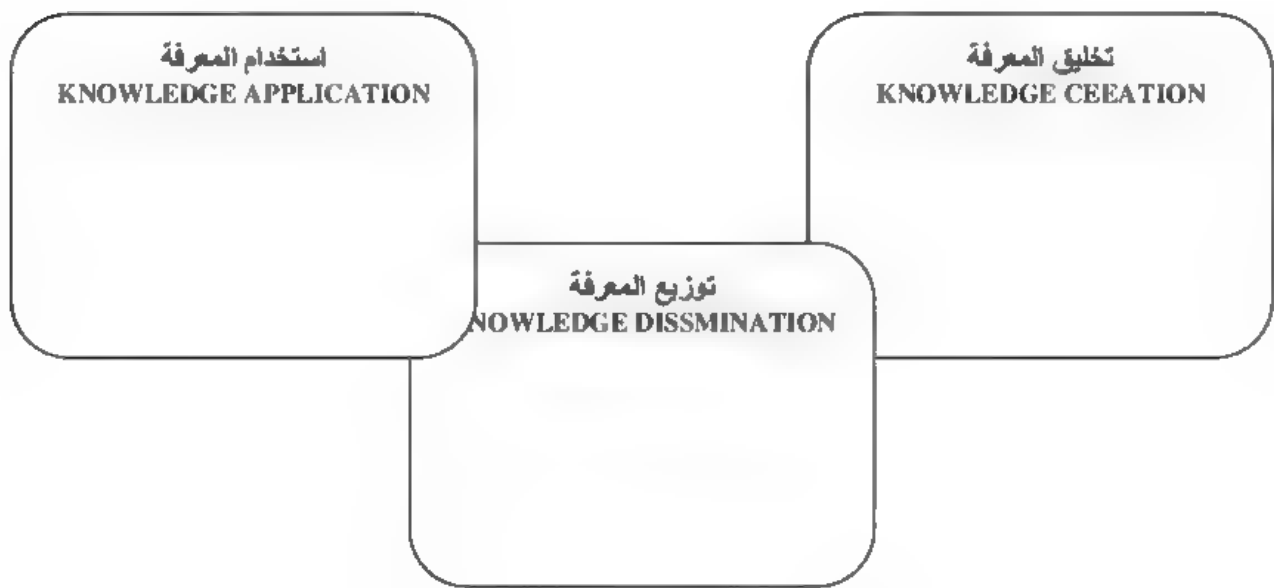 تخليق المعرفة
KNOWLEDGE CEEATION
استخدام المعرفة
KNOWLEDGE APPLICATION
توزيع المعرفة
NOWLEDGE DISSMINATION